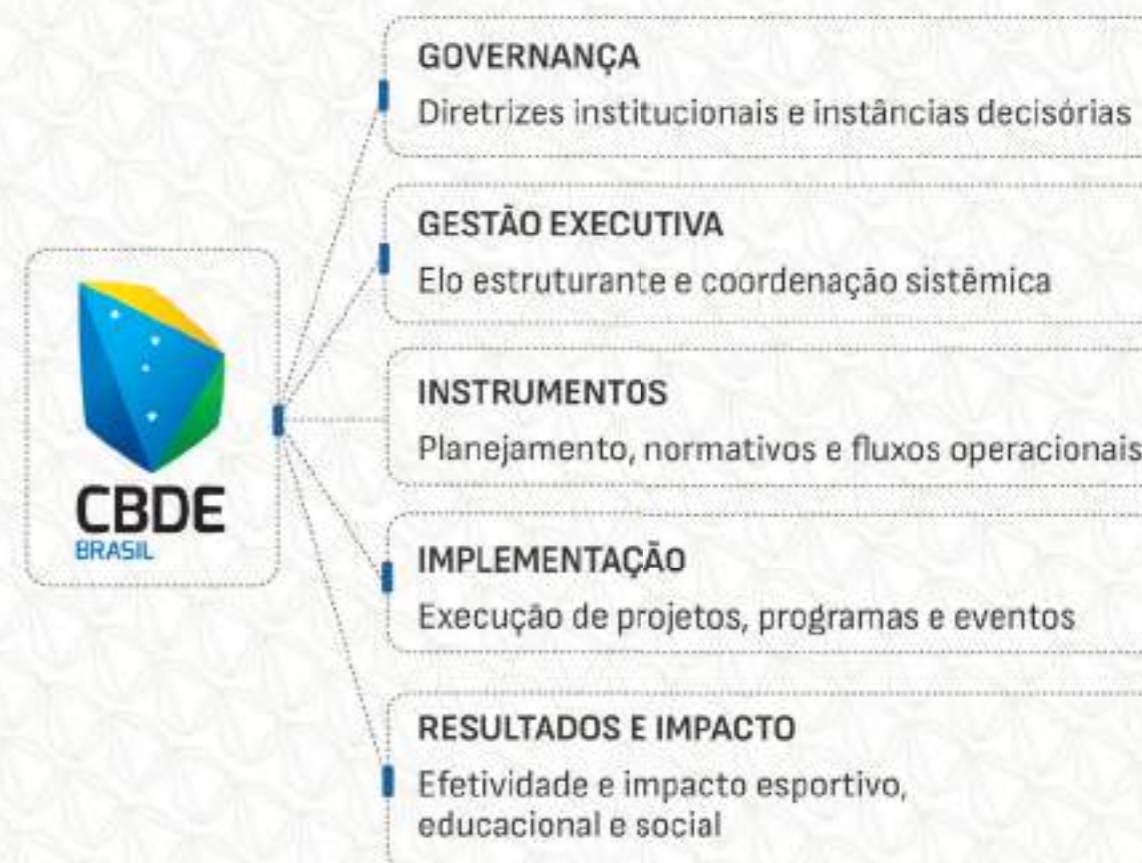 GOVERNANÇA
Diretrizes institucionais e instâncias decisórias
GESTÃO EXECUTIVA
Elo estruturante e coordenação sistêmica
CBDE
BRASIL
INSTRUMENTOS
Planejamento, normativos e fluxos operacionais
IMPLEMENTAÇÃO
Execução de projetos, programas e eventos
RESULTADOS E IMPACTO
Efetividade e impacto esportivo,
educacional e social